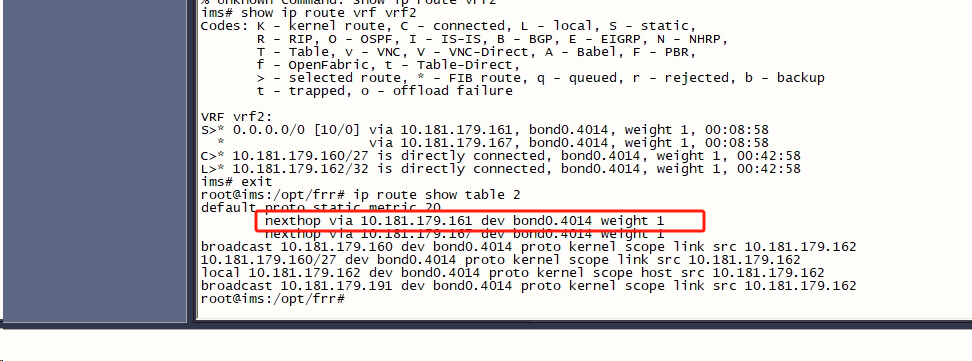 % Unknown command: show ip route vrf2
ims# show ip route vrf vrf2
Codes: K - kernel route, C - connected, L - local, S - static,
R - RIP, O - OSPF, I - IS-IS, B - BGP, E - EIGRP, N - NHRP,
T - Table, v - VNC, V - VNC-Direct, A - Babel, F - PBR,
f - OpenFabric, t - Table-Direct,
> - selected route, * - FIB route, q - queued, r - rejected, b - backup
t - trapped, o - offload failure
VRF vrf2:
S>* 0.0.0.0/0 [10/0] via 10.181.179.161, bond0.4014, weight 1, 00:08:58
* via 10.181.179.167, bond0.4014, weight 1, 00:08:58
C>* 10.181.179.160/27 is directly connected, bond0.4014, weight 1, 00:42:58
L>* 10.181.179.162/32 is directly connected, bond0.4014, weight 1, 00:42:58
ims# exit
root@ims:/opt/frr# ip route show table 2
default proto static metric 20
nexthop via 10.181.179.161 dev bond0.4014 weight 1
nexthop via 10.181.179.167 dev bond0.4014 weight 1
broadcast 10.181.179.160 dev bond0.4014 proto kernel scope link src 10.181.179.162
10.181.179.160/27 dev bond0.4014 proto kernel scope link src 10.181.179.162
local 10.181.179.162 dev bond0.4014 proto kernel scope host src 10.181.179.162
broadcast 10.181.179.191 dev bond0.4014 proto kernel scope link src 10.181.179.162
root@ims:/opt/frr#